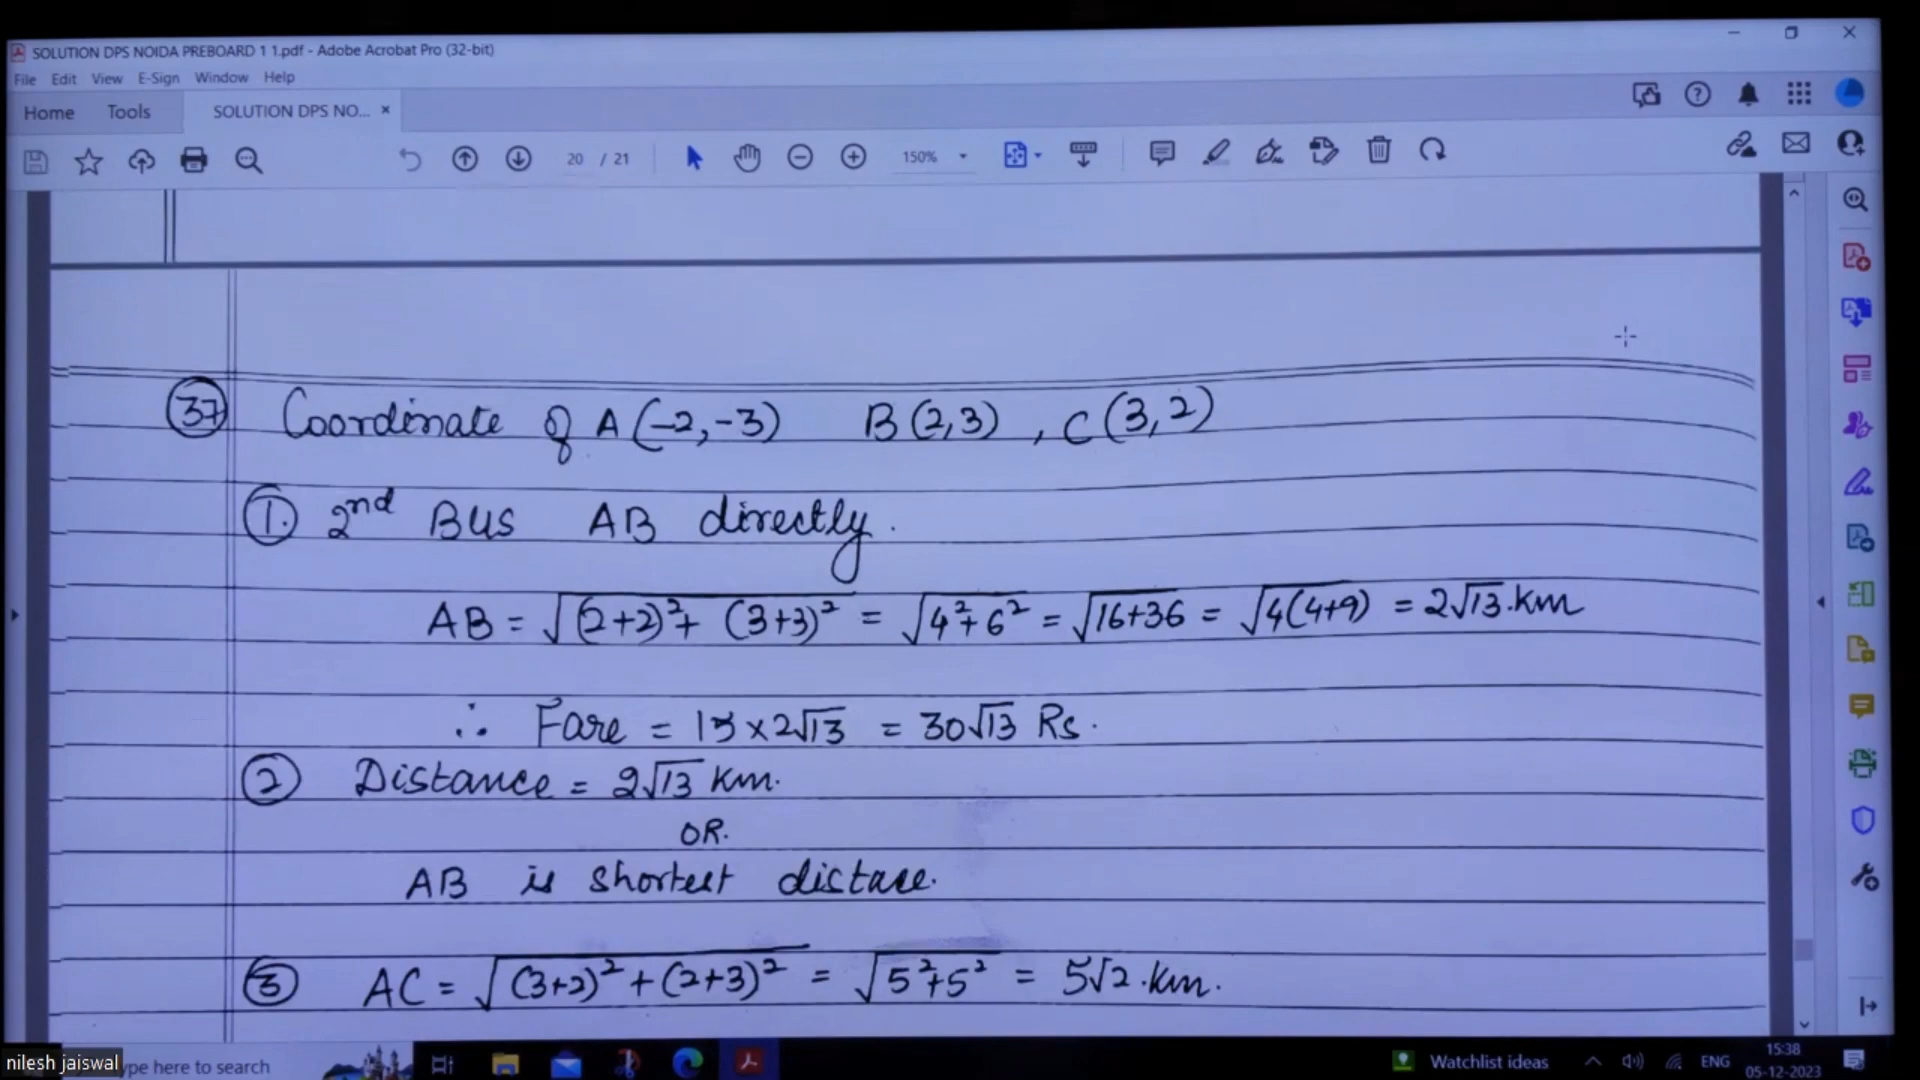 SOLUTION DPS NOIDA PREBOARD 1 1.pdf - Adobe Acrobat Pro (32-bit)
File Edit View E-Sign Window Help
Home Tools SOLUTION DPS NO... ×
20 / 21 150%
37 Coordinate of A (-2, -3) B (2,3) , C (3,2)
1. 2nd Bus AB directly.
AB = √(2+2)² + (3+3)² = √4²+6² = √16+36 = √4(4+9) = 2√13 . km
∴ Fare = 15 × 2√13 = 30√13 Rs.
2 Distance = 2√13 km.
OR.
AB is shortest distace.
3 AC = √(3+2)² + (2+3)² = √5²+5² = 5√2 . km.
nilesh jaiswal
ype here to search
Watchlist ideas
ENG
15:38
05-12-2023